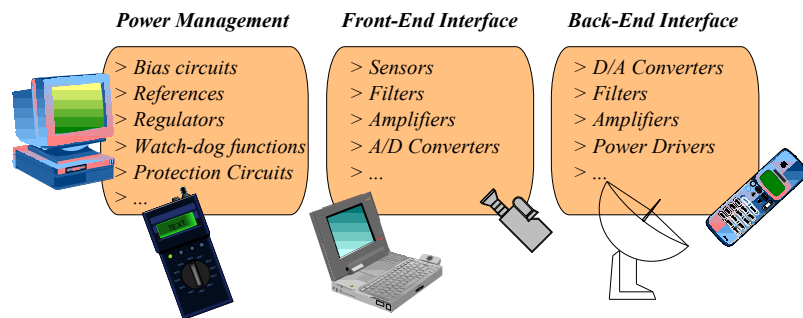 Power Management
> Bias circuits
> References
> Regulators
> Watch-dog functions
> Protection Circuits
> ...
TEXT
Front-End Interface
> Sensors
> Filters
> Amplifiers
> A/D Converters
> ...
Back-End Interface
> D/A Converters
> Filters
> Amplifiers
> Power Drivers
> ...